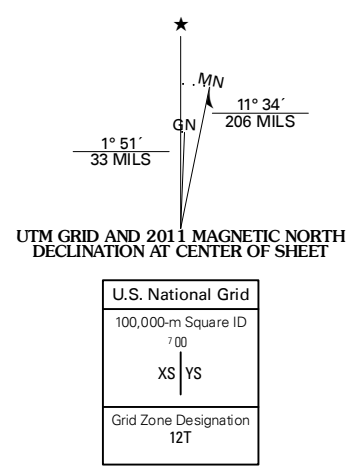 ★
MN
GN
11° 34´
206 MILS
1° 51´
33 MILS
UTM GRID AND 2011 MAGNETIC NORTH
DECLINATION AT CENTER OF SHEET
U.S. National Grid
100,000-m Square ID
⁷00
XS YS
Grid Zone Designation
12T